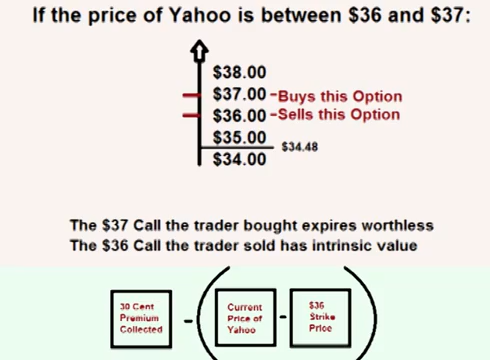 If the price of Yahoo is between $36 and $37:
$38.00
$37.00 -Buys this Option
$36.00 -Sells this Option
$35.00
$34.48
$34.00
The $37 Call the trader bought expires worthless
The $36 Call the trader sold has intrinsic value
30 Cent
Premium
Collected
-
(
Current
Price of
Yahoo
-
$36
Strike
Price
)